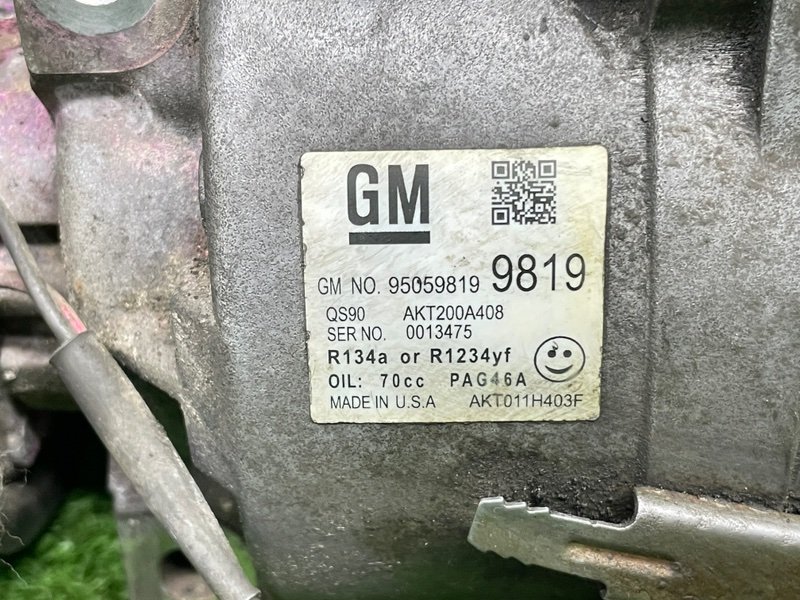 GM
GM NO. 95059819 9819
QS90 AKT200A408
SER NO. 0013475
R134a or R1234yf
OIL: 70cc PAG46A
MADE IN U.S.A AKT011H403F